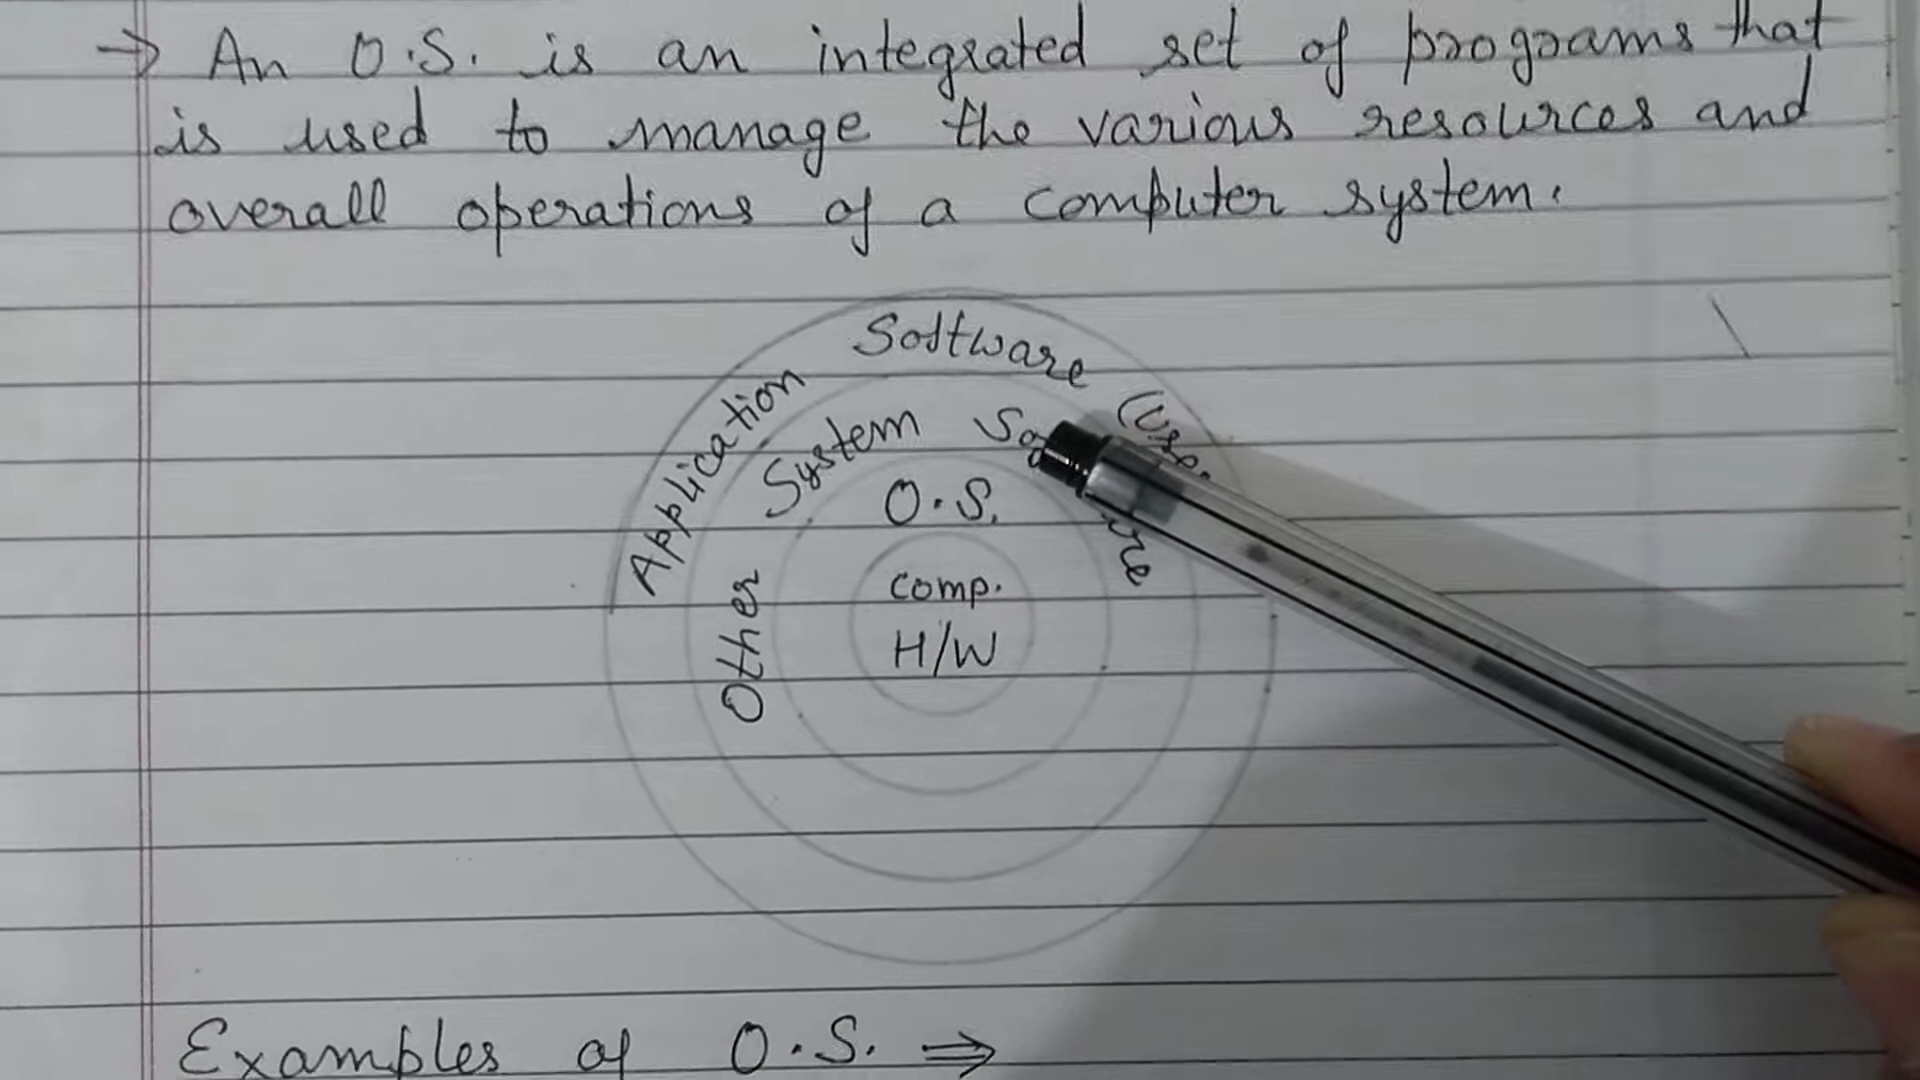 → An O.S. is an integrated set of programs that
is used to manage the various resources and
overall operations of a computer system.
Application Software
Other System
O.S.
Comp.
H/W
Examples of O.S. ⇒